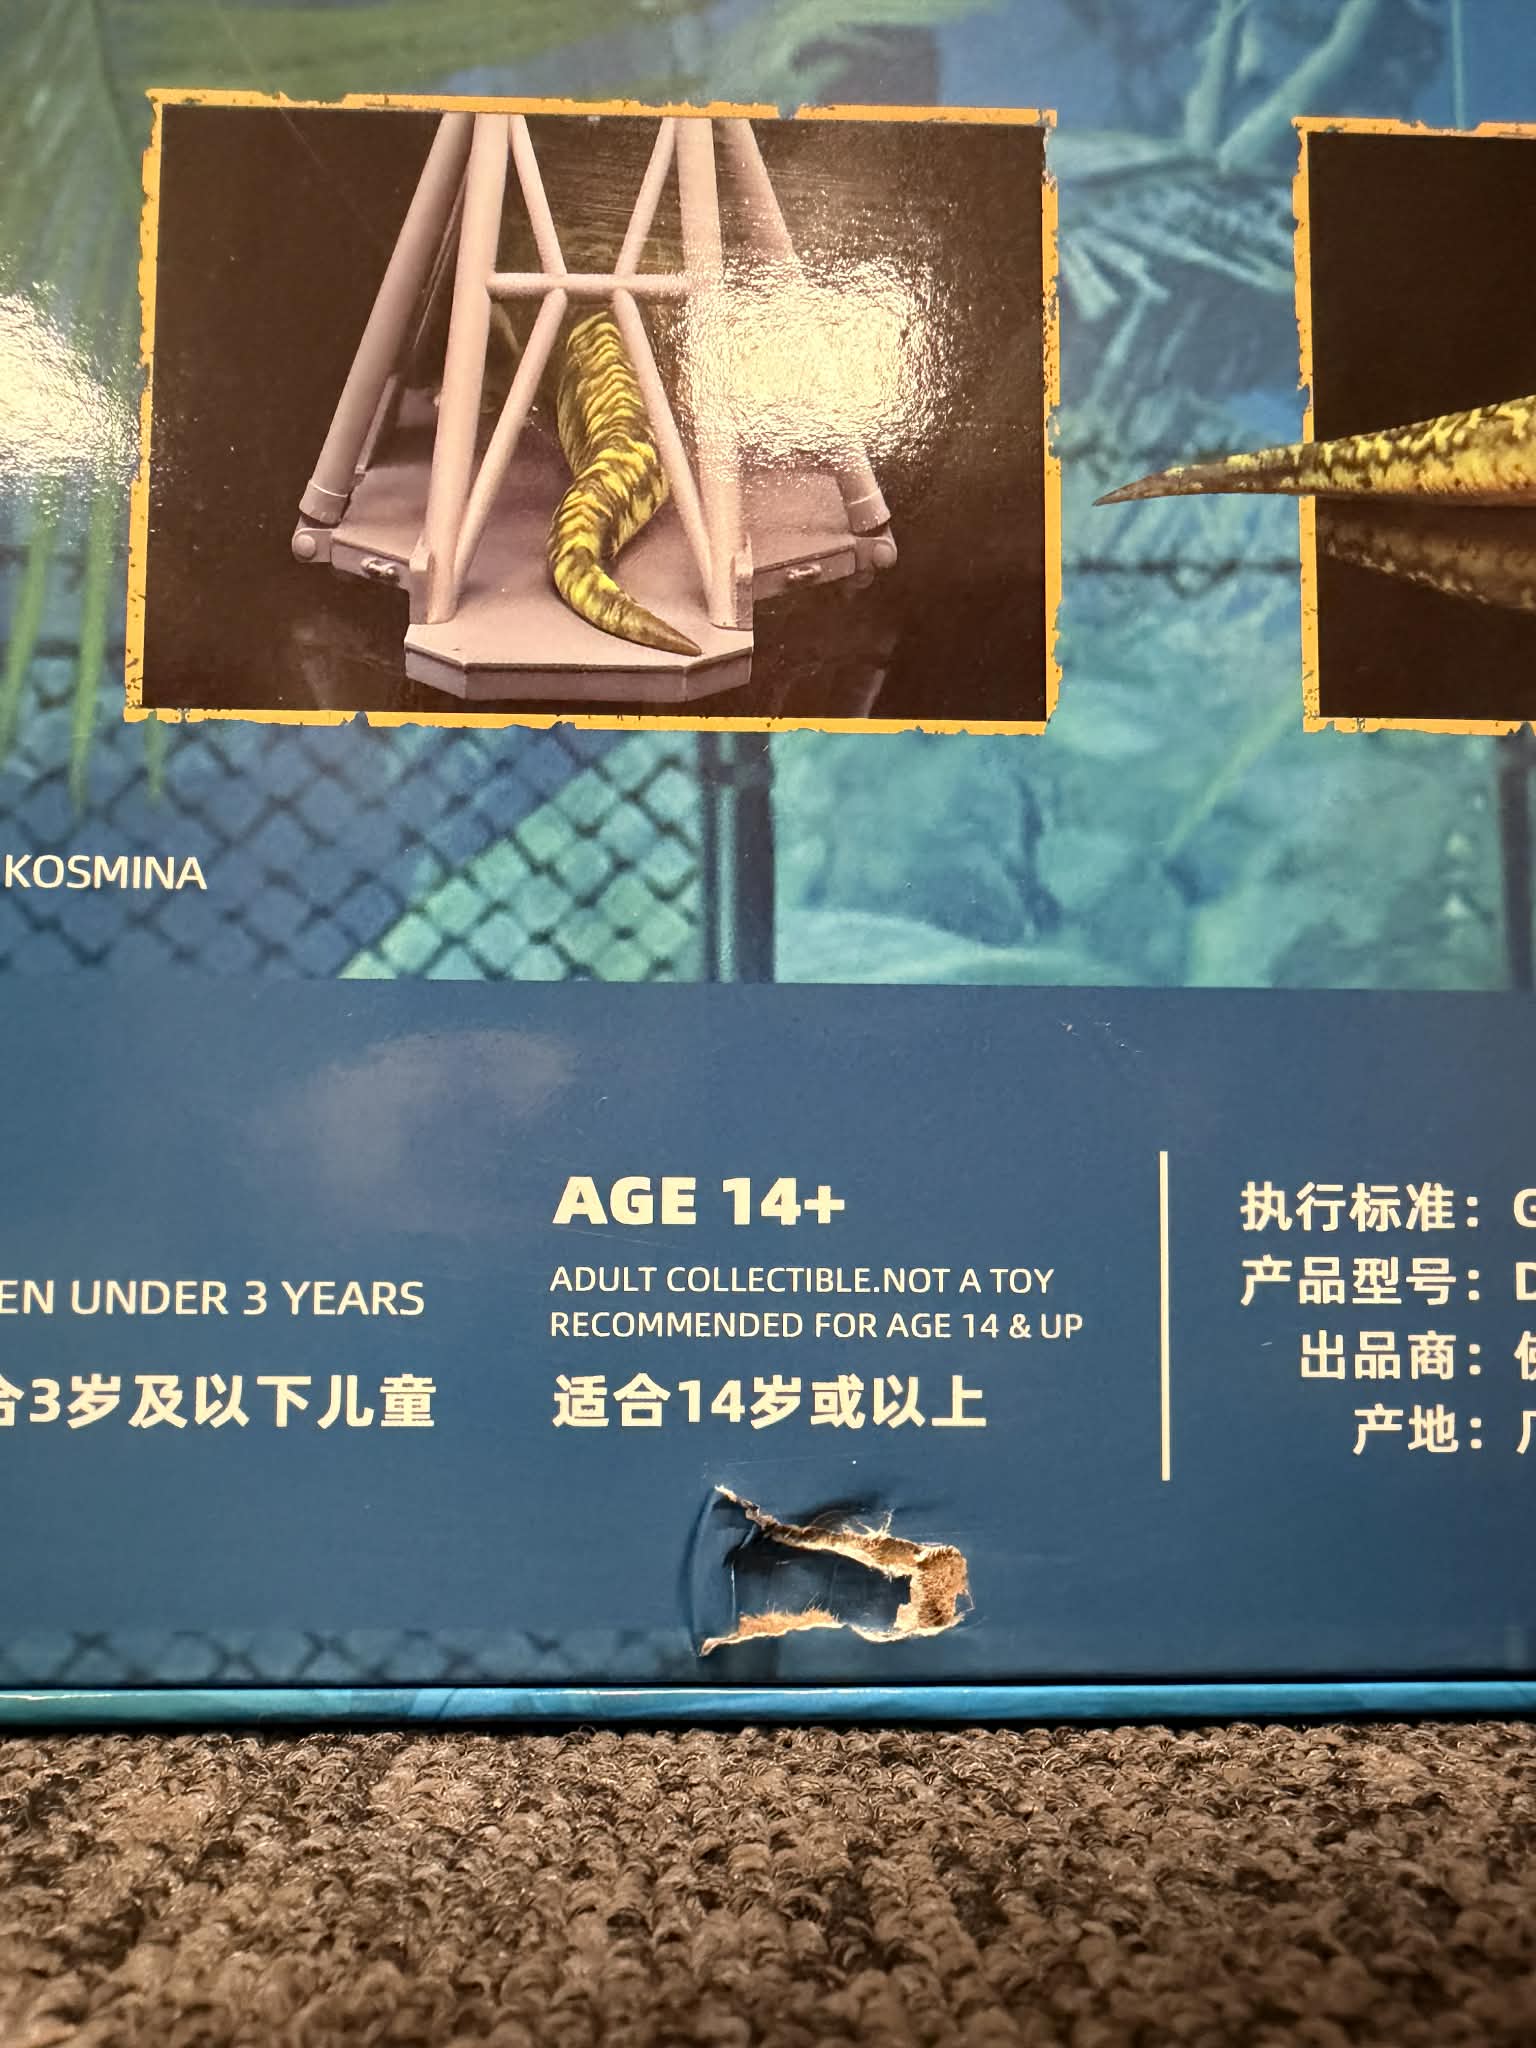 KOSMINA
EN UNDER 3 YEARS
合3岁及以下儿童
AGE 14+
ADULT COLLECTIBLE.NOT A TOY
RECOMMENDED FOR AGE 14 & UP
适合14岁或以上
执行标准： G
产品型号： D
出品商：
产地：